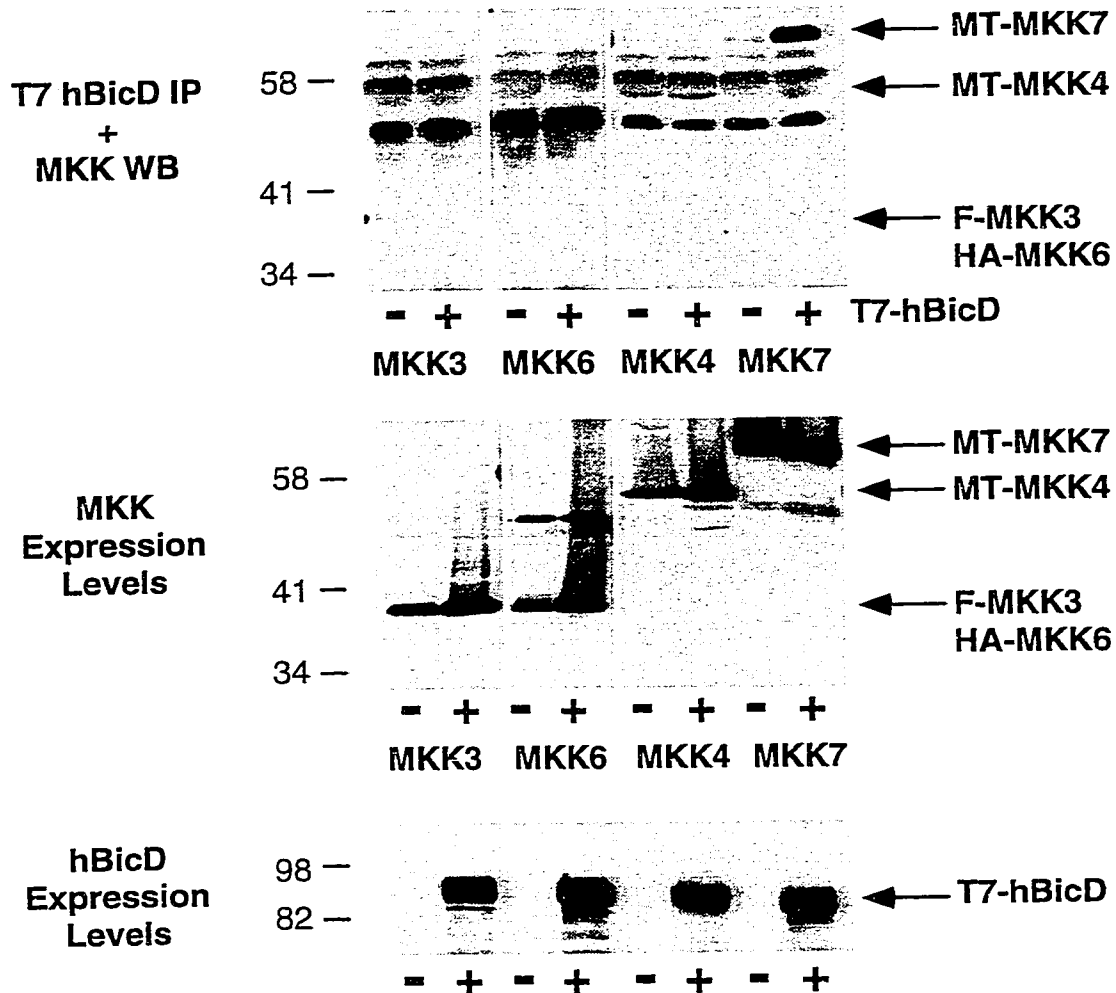 T7 hBicD IP
+
MKK WB
58 –
41 –
34 –
MT-MKK7
MT-MKK4
F-MKK3
HA-MKK6
- + - + - + - + T7-hBicD
MKK3 MKK6 MKK4 MKK7
MKK
Expression
Levels
58 –
41 –
34 –
MT-MKK7
MT-MKK4
F-MKK3
HA-MKK6
- + - + - + - +
MKK3 MKK6 MKK4 MKK7
hBicD
Expression
Levels
98 –
82 –
T7-hBicD
- + - + - + - +